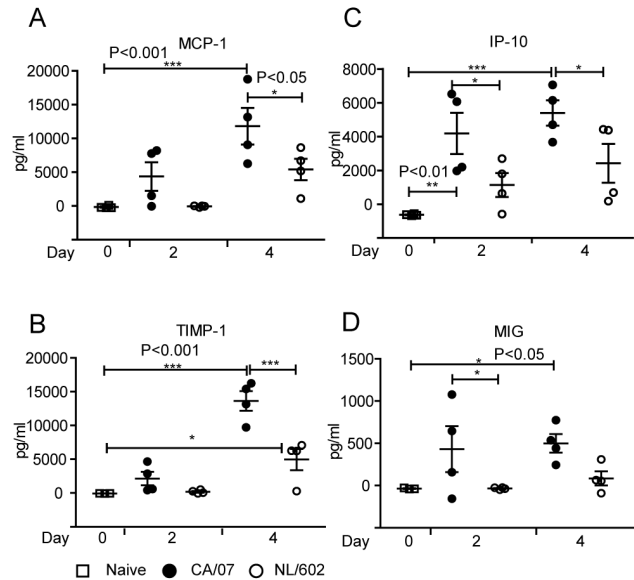 A
MCP-1
P<0.001
***
P<0.05
*
20000
15000
10000
5000
0
pg/ml
Day
0
2
4
C
IP-10
***
*
*
P<0.01
**
8000
6000
4000
2000
0
pg/ml
Day
0
2
4
B
TIMP-1
P<0.001
***
***
*
20000
15000
10000
5000
0
pg/ml
Day
0
2
4
D
MIG
*
P<0.05
*
1500
1000
500
0
pg/ml
Day
0
2
4
Naive CA/07 NL/602